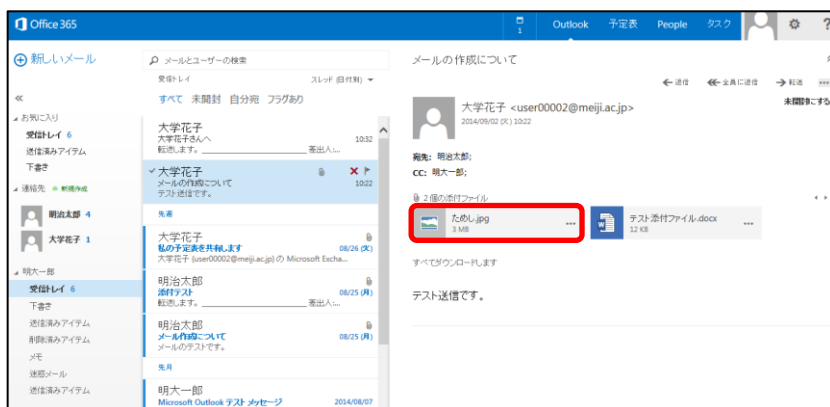 Office 365
1
Outlook 予定表 People タスク
?
新しいメール
メールとユーザーの検索
受信トレイ スレッド (日付別)
すべて 未開封 自分宛 フラグあり
お気に入り
受信トレイ 6
送信済みアイテム
下書き
連絡先 新規作成
明治太郎 4
大学花子 1
明大一郎
受信トレイ 6
下書き
送信済みアイテム
削除済みアイテム
メモ
迷惑メール
送信済みアイテム
大学花子
大学花子さんへ 10:32
転送します。 差出人:...
大学花子
メールの作成について 10:22
テスト送信です。
先週
大学花子
私の予定表を共有します 08/26 (火)
大学花子 (user00002@meiji.ac.jp) の Microsoft Excha...
明治太郎
添付テスト 08/25 (月)
転送します。 差出人:...
明治太郎
メール作成について 08/25 (月)
メールのテストです。
先月
明大一郎
Microsoft Outlook テスト メッセージ 2014/08/07
メールの作成について
返信 全員に返信 転送 ...
未開封にする
大学花子 <user00002@meiji.ac.jp>
2014/09/02 (火) 10:22
宛先: 明治太郎;
CC: 明大一郎;
2 個の添付ファイル
ためし.jpg ...
3 MB
テスト添付ファイル.docx ...
12 KB
すべてダウンロードします
テスト送信です。